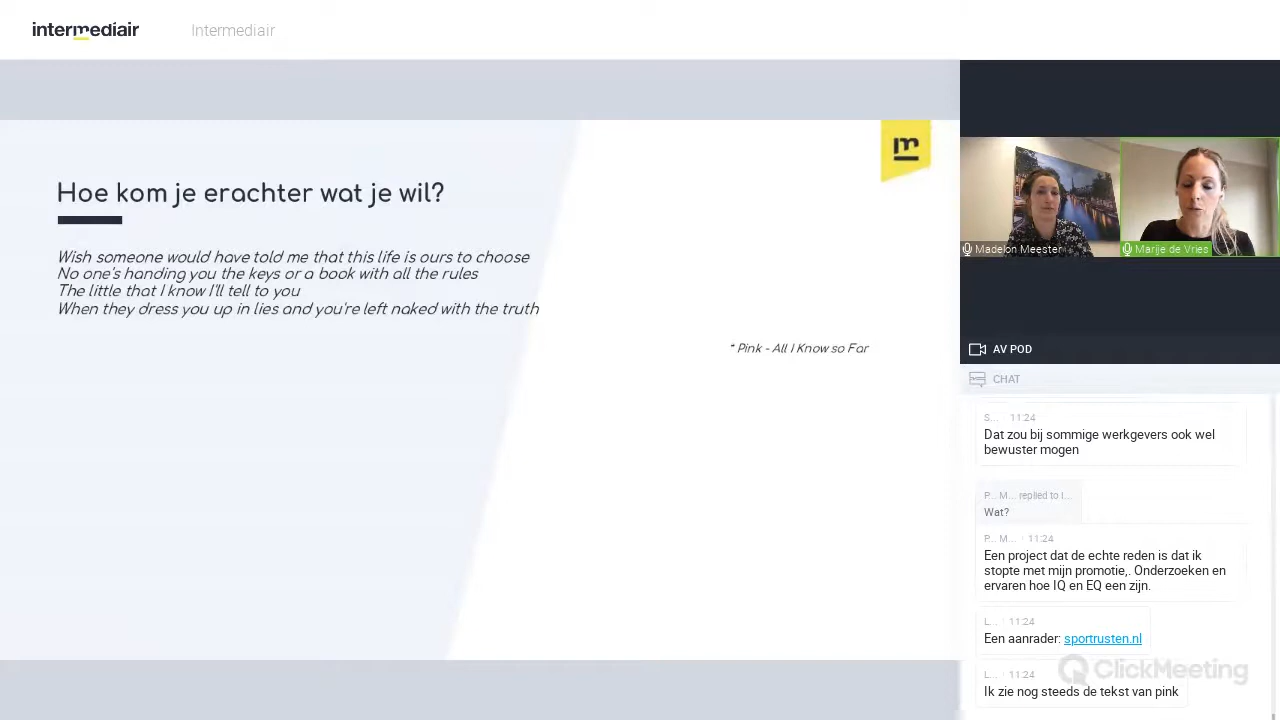 intermediair
Intermediair
Hoe kom je erachter wat je wil?
Wish someone would have told me that this life is ours to choose
No one's handing you the keys or a book with all the rules
The little that I know I'll tell to you
When they dress you up in lies and you're left naked with the truth
* Pink - All I Know so Far
m
Madelon Meester
Marije de Vries
AV POD
CHAT
S... · 11:24
Dat zou bij sommige werkgevers ook wel
bewuster mogen
P... M... replied to I...
Wat?
P... M... · 11:24
Een project dat de echte reden is dat ik
stopte met mijn promotie,. Onderzoeken en
ervaren hoe IQ en EQ een zijn.
L... · 11:24
Een aanrader: sportrusten.nl
L... · 11:24
Ik zie nog steeds de tekst van pink
ClickMeeting